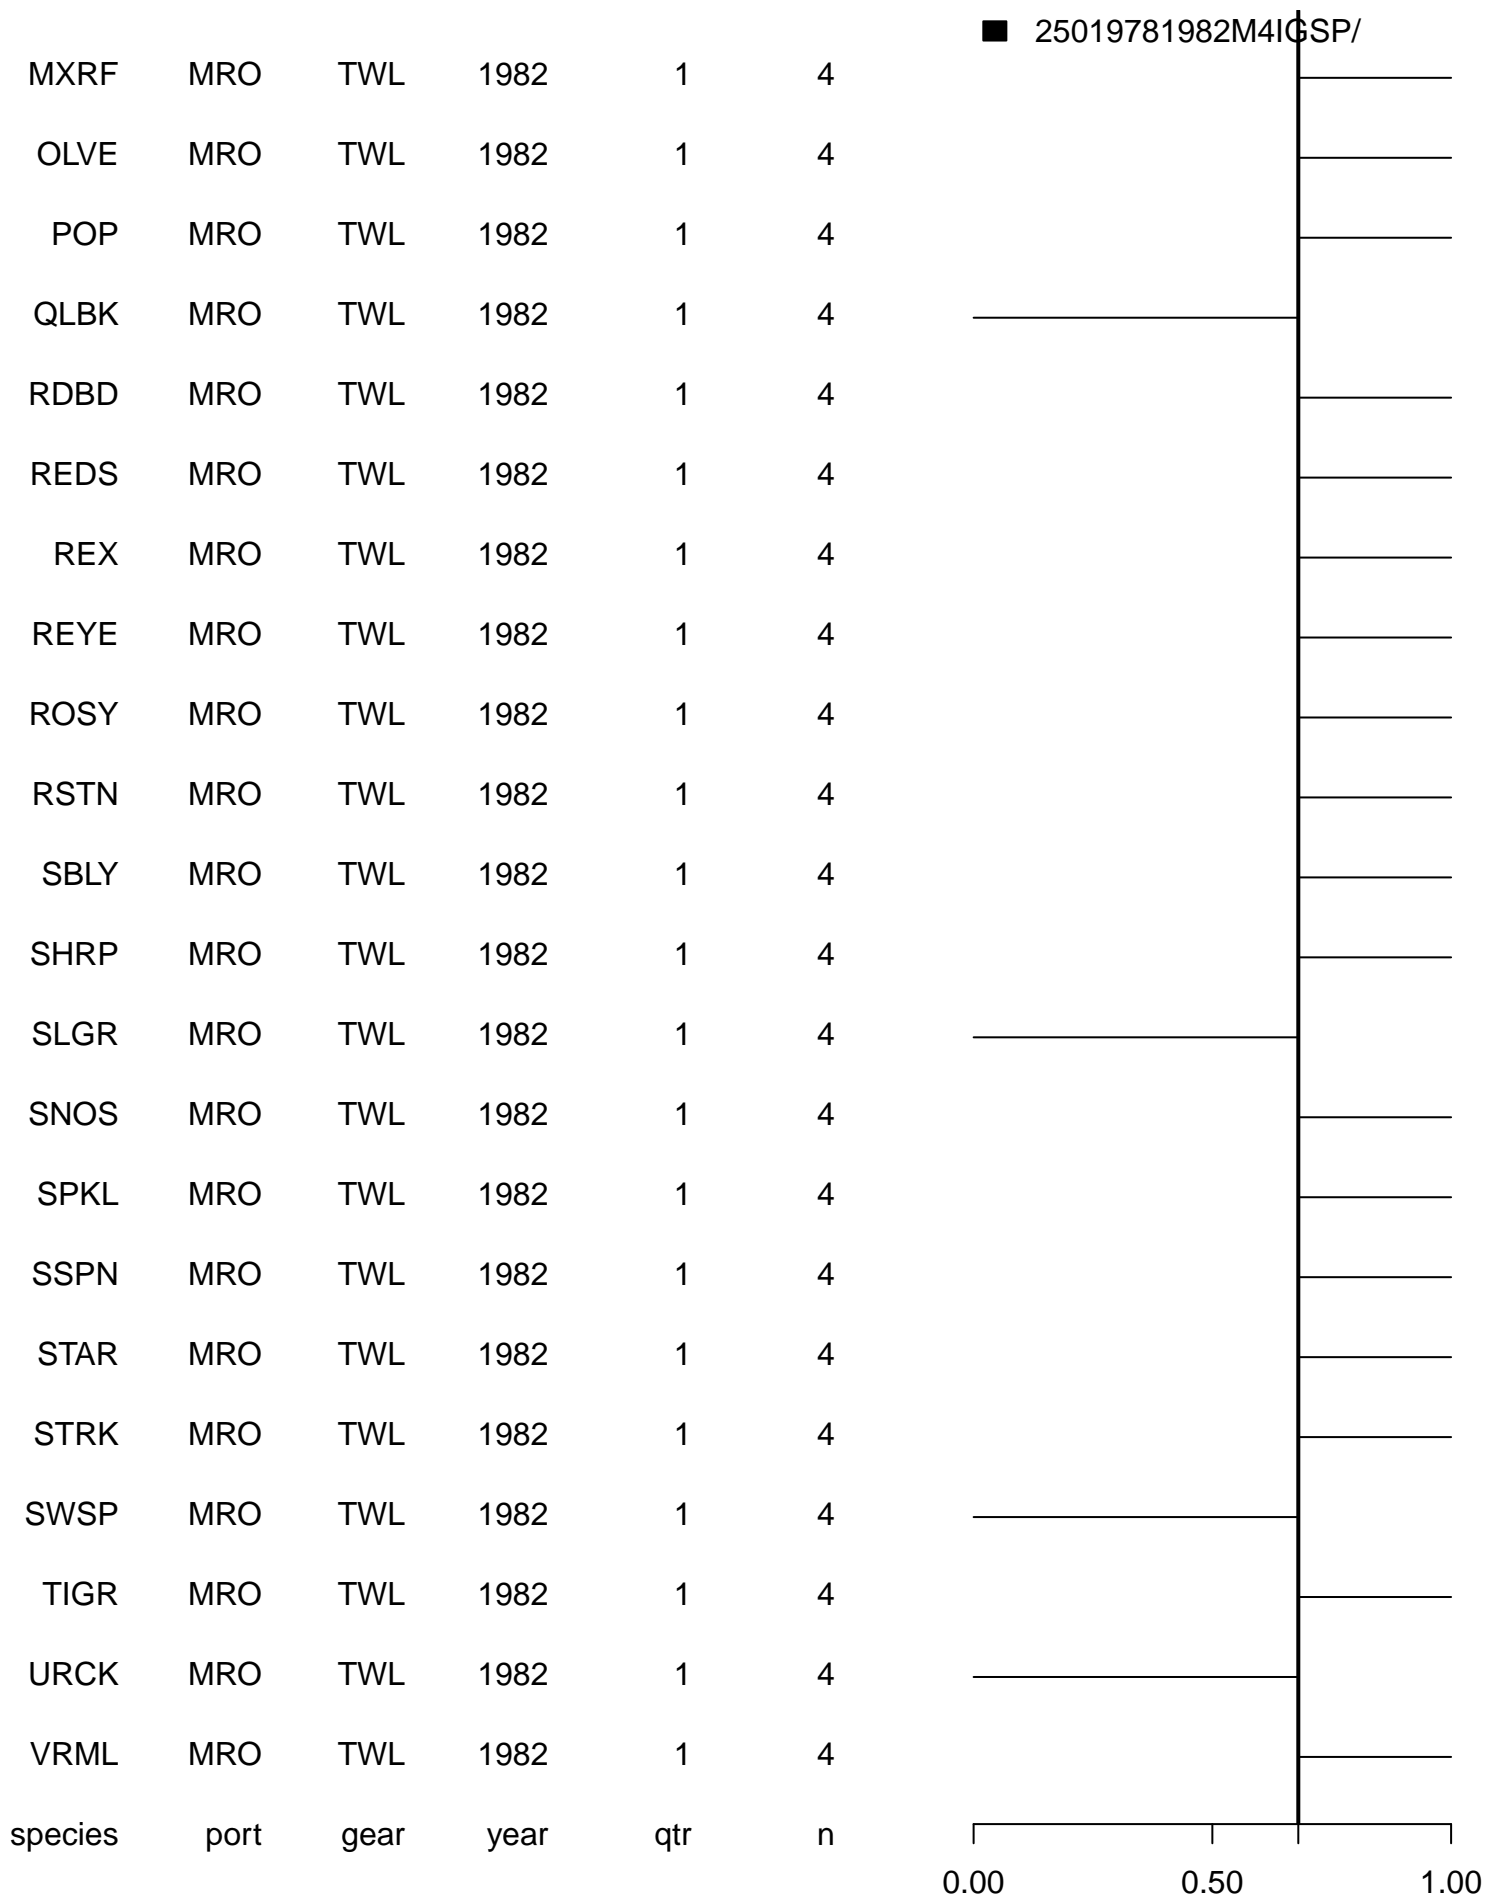 25019781982M4IGSP/
MXRF MRO TWL 1982 1 4
OLVE MRO TWL 1982 1 4
POP MRO TWL 1982 1 4
QLBK MRO TWL 1982 1 4
RDBD MRO TWL 1982 1 4
REDS MRO TWL 1982 1 4
REX MRO TWL 1982 1 4
REYE MRO TWL 1982 1 4
ROSY MRO TWL 1982 1 4
RSTN MRO TWL 1982 1 4
SBLY MRO TWL 1982 1 4
SHRP MRO TWL 1982 1 4
SLGR MRO TWL 1982 1 4
SNOS MRO TWL 1982 1 4
SPKL MRO TWL 1982 1 4
SSPN MRO TWL 1982 1 4
STAR MRO TWL 1982 1 4
STRK MRO TWL 1982 1 4
SWSP MRO TWL 1982 1 4
TIGR MRO TWL 1982 1 4
URCK MRO TWL 1982 1 4
VRML MRO TWL 1982 1 4
species port gear year qtr n
0.00 0.50 1.00